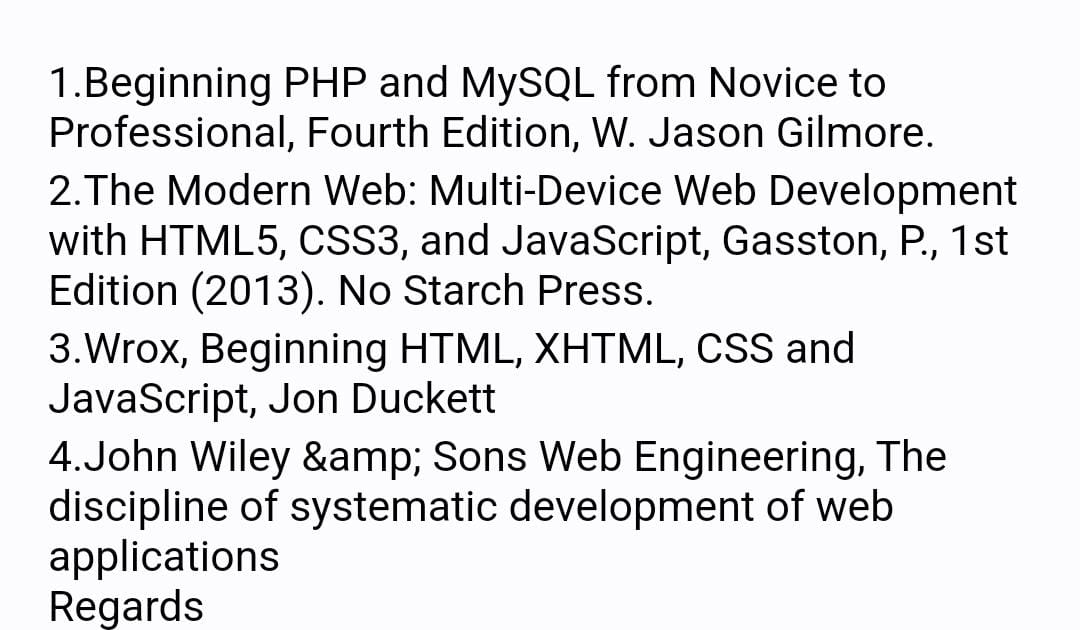 1.Beginning PHP and MySQL from Novice to
Professional, Fourth Edition, W. Jason Gilmore.
2.The Modern Web: Multi-Device Web Development
with HTML5, CSS3, and JavaScript, Gasston, P., 1st
Edition (2013). No Starch Press.
3.Wrox, Beginning HTML, XHTML, CSS and
JavaScript, Jon Duckett
4.John Wiley &amp; Sons Web Engineering, The
discipline of systematic development of web
applications
Regards